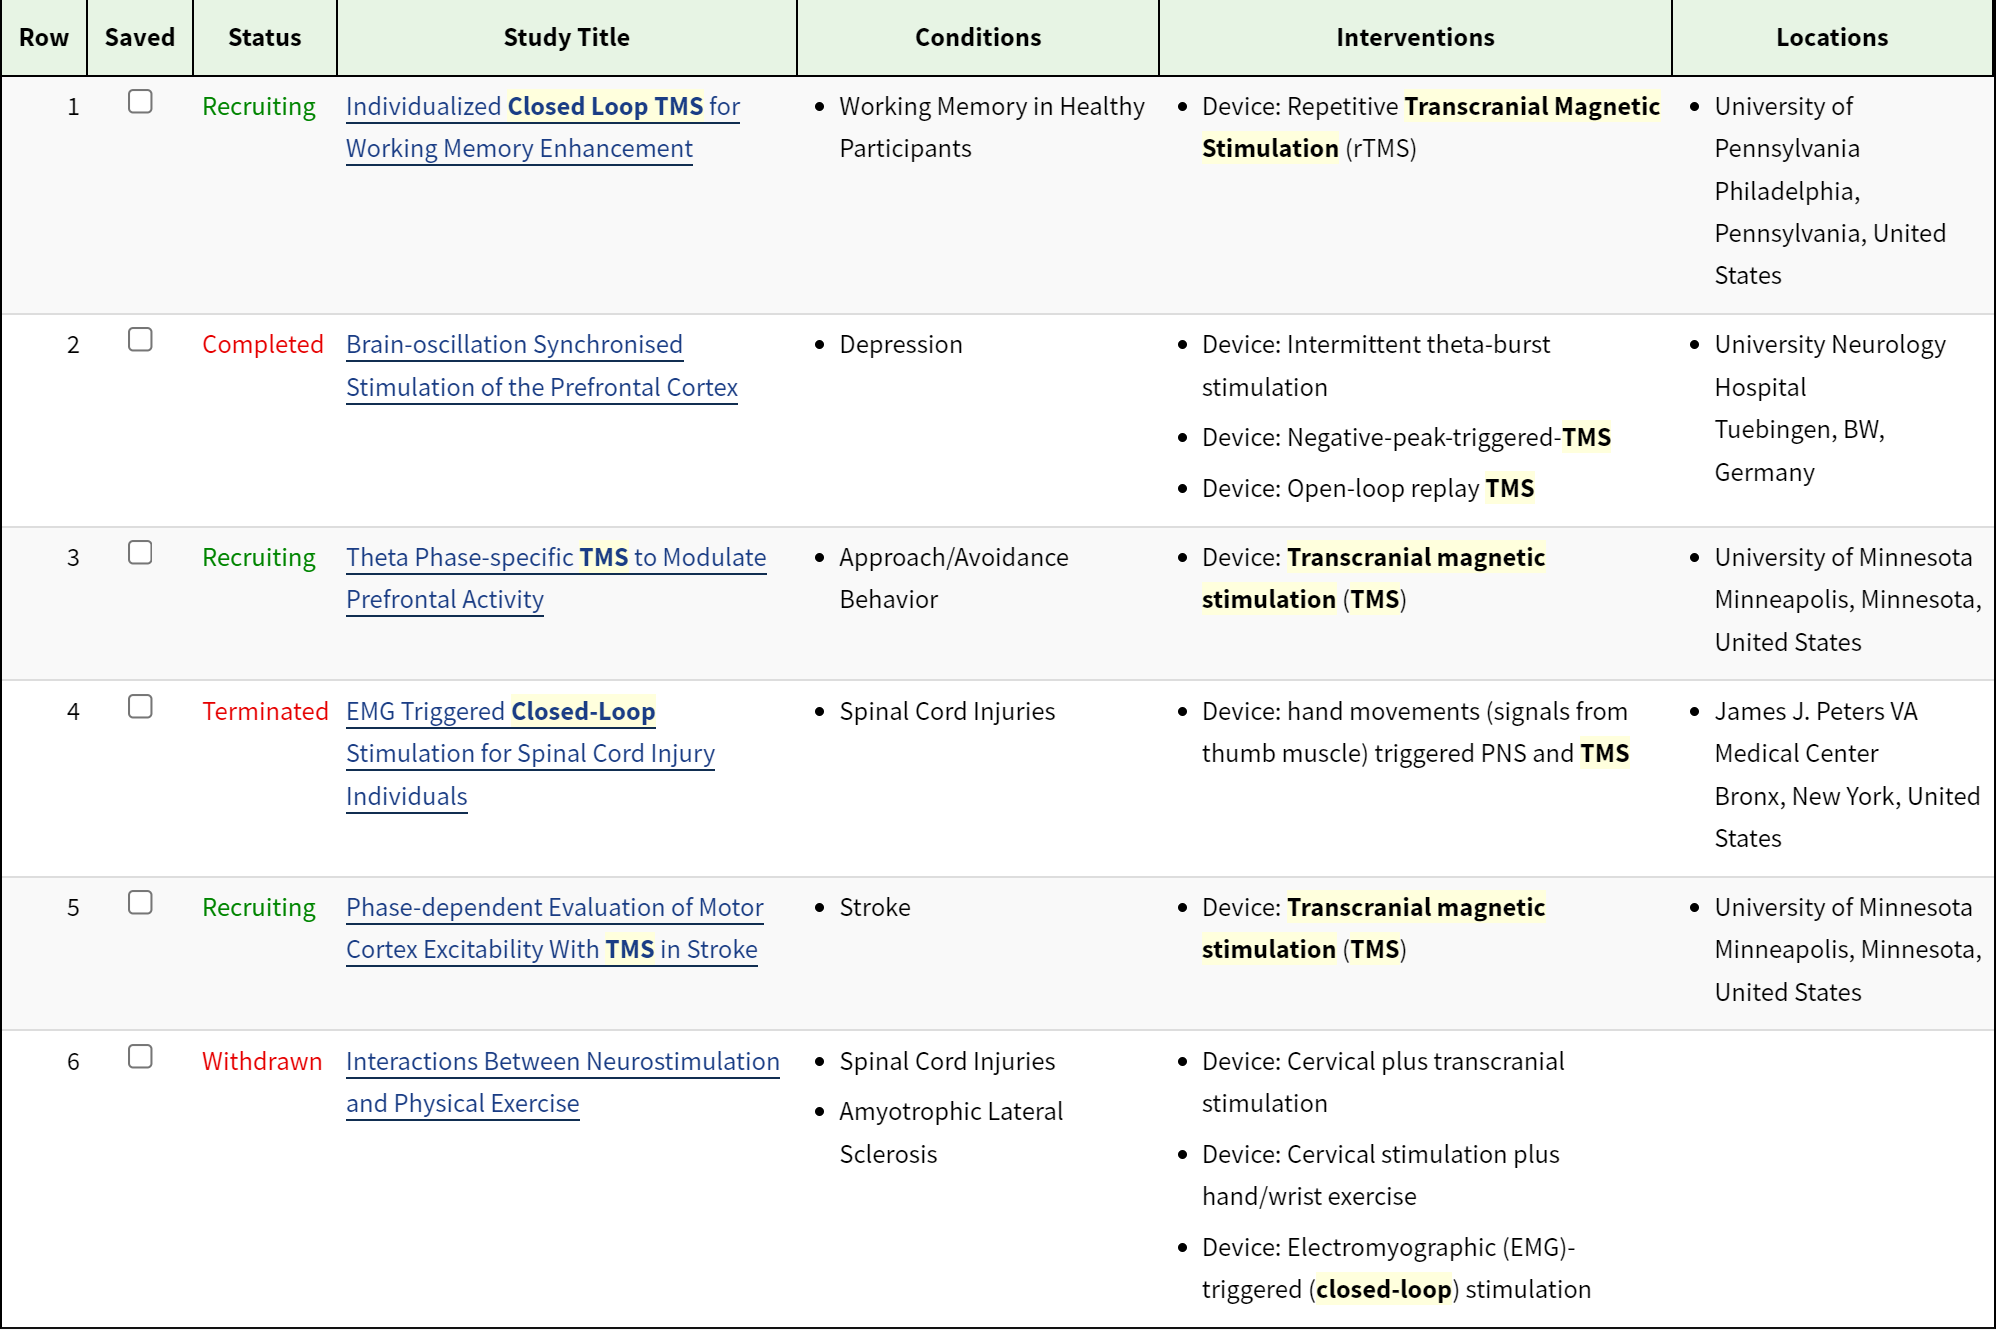 Row Saved Status Study Title Conditions Interventions Locations
1 Recruiting Individualized Closed Loop TMS for Working Memory in Healthy Device: Repetitive Transcranial Magnetic University of
Working Memory Enhancement Participants Stimulation (rTMS) Pennsylvania
Philadelphia,
Pennsylvania, United
States
2 Completed Brain-oscillation Synchronised Depression Device: Intermittent theta-burst University Neurology
Stimulation of the Prefrontal Cortex stimulation Hospital
Device: Negative-peak-triggered-TMS Tuebingen, BW,
Device: Open-loop replay TMS Germany
3 Recruiting Theta Phase-specific TMS to Modulate Approach/Avoidance Device: Transcranial magnetic University of Minnesota
Prefrontal Activity Behavior stimulation (TMS) Minneapolis, Minnesota,
United States
4 Terminated EMG Triggered Closed-Loop Spinal Cord Injuries Device: hand movements (signals from James J. Peters VA
Stimulation for Spinal Cord Injury thumb muscle) triggered PNS and TMS Medical Center
Individuals Bronx, New York, United
States
5 Recruiting Phase-dependent Evaluation of Motor Stroke Device: Transcranial magnetic University of Minnesota
Cortex Excitability With TMS in Stroke stimulation (TMS) Minneapolis, Minnesota,
United States
6 Withdrawn Interactions Between Neurostimulation Spinal Cord Injuries Device: Cervical plus transcranial
and Physical Exercise Amyotrophic Lateral stimulation
Sclerosis Device: Cervical stimulation plus
hand/wrist exercise
Device: Electromyographic (EMG)-
triggered (closed-loop) stimulation